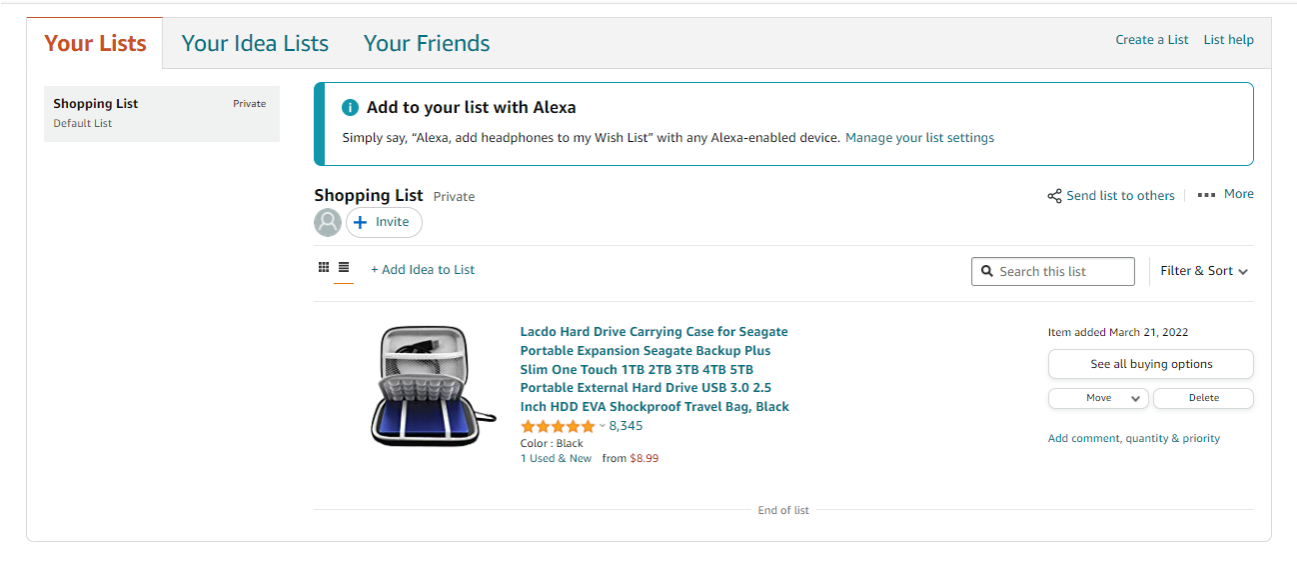 Your Lists
Your Idea Lists
Your Friends
Create a List
List help
Shopping List
Private
Default List
Add to your list with Alexa
Simply say, “Alexa, add headphones to my Wish List” with any Alexa-enabled device. Manage your list settings
Shopping List Private
Send list to others
More
Invite
+ Add Idea to List
Search this list
Filter & Sort
Lacdo Hard Drive Carrying Case for Seagate
Portable Expansion Seagate Backup Plus
Slim One Touch 1TB 2TB 3TB 4TB 5TB
Portable External Hard Drive USB 3.0 2.5
Inch HDD EVA Shockproof Travel Bag, Black
8,345
Color : Black
1 Used & New from $8.99
Item added March 21, 2022
See all buying options
Move
Delete
Add comment, quantity & priority
End of list